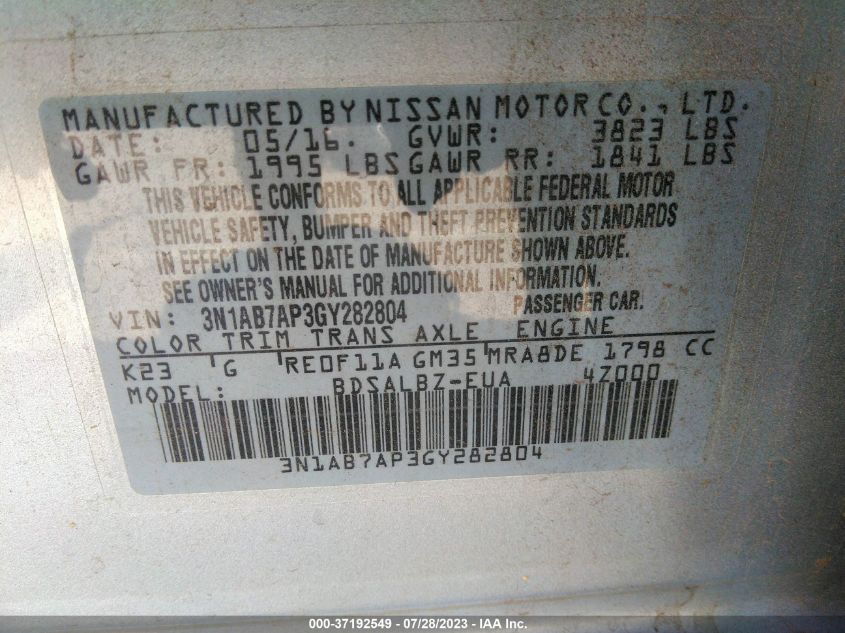 MANUFACTURED BY NISSAN MOTOR CO., LTD.
DATE: 05/16. GVWR: 3823 LBS
GAWR FR: 1995 LBS GAWR RR: 1841 LBS
THIS VEHICLE CONFORMS TO ALL APPLICABLE FEDERAL MOTOR
VEHICLE SAFETY, BUMPER AND THEFT PREVENTION STANDARDS
IN EFFECT ON THE DATE OF MANUFACTURE SHOWN ABOVE.
SEE OWNER'S MANUAL FOR ADDITIONAL INFORMATION.
VIN: 3N1AB7AP3GY282804 PASSENGER CAR.
COLOR TRIM TRANS AXLE ENGINE
K23 G RE0F11A GM35 MRA8DE 1798 CC
MODEL: BDSALBZ-EUA 4Z000
3N1AB7AP3GY282804
000-37192549 - 07/28/2023 - IAA Inc.